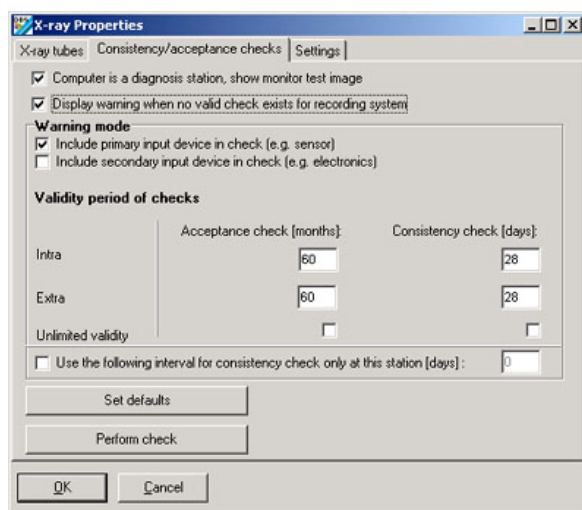 X-ray Properties
X-ray tubes Consistency/acceptance checks Settings
Computer is a diagnosis station, show monitor test image
Display warning when no valid check exists for recording system
Warning mode
Include primary input device in check (e.g. sensor)
Include secondary input device in check (e.g. electronics)
Validity period of checks
Acceptance check [months]: Consistency check [days]:
Intra 60 28
Extra 60 28
Unlimited validity
Use the following interval for consistency check only at this station [days] : 0
Set defaults
Perform check
OK Cancel